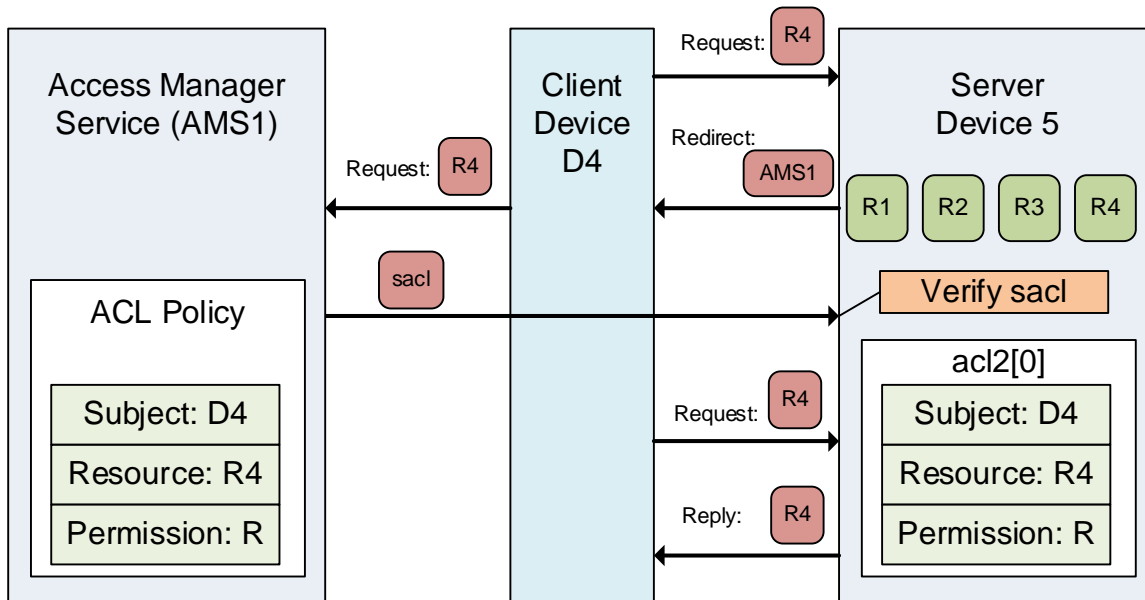 Access Manager
Service (AMS1)
Request: R4
ACL Policy
Subject: D4
Resource: R4
Permission: R
sacl
Client
Device
D4
Request: R4
Redirect:
AMS1
Request: R4
Reply: R4
Server
Device 5
R1 R2 R3 R4
Verify sacl
acl2[0]
Subject: D4
Resource: R4
Permission: R